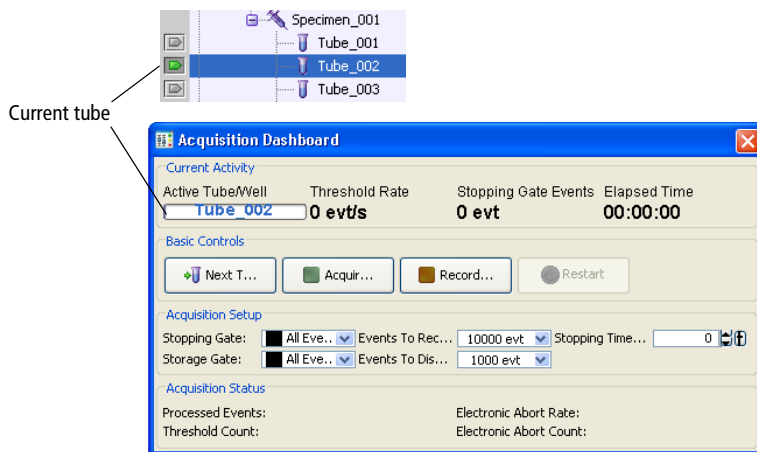 Specimen_001
Tube_001
Tube_002
Tube_003
Current tube
Acquisition Dashboard
Current Activity
Active Tube/Well Threshold Rate Stopping Gate Events Elapsed Time
Tube_002 0 evt/s 0 evt 00:00:00
Basic Controls
Next T... Acquir... Record... Restart
Acquisition Setup
Stopping Gate: All Eve.. Events To Rec... 10000 evt Stopping Time... 0
Storage Gate: All Eve.. Events To Dis... 1000 evt
Acquisition Status
Processed Events: Electronic Abort Rate:
Threshold Count: Electronic Abort Count: